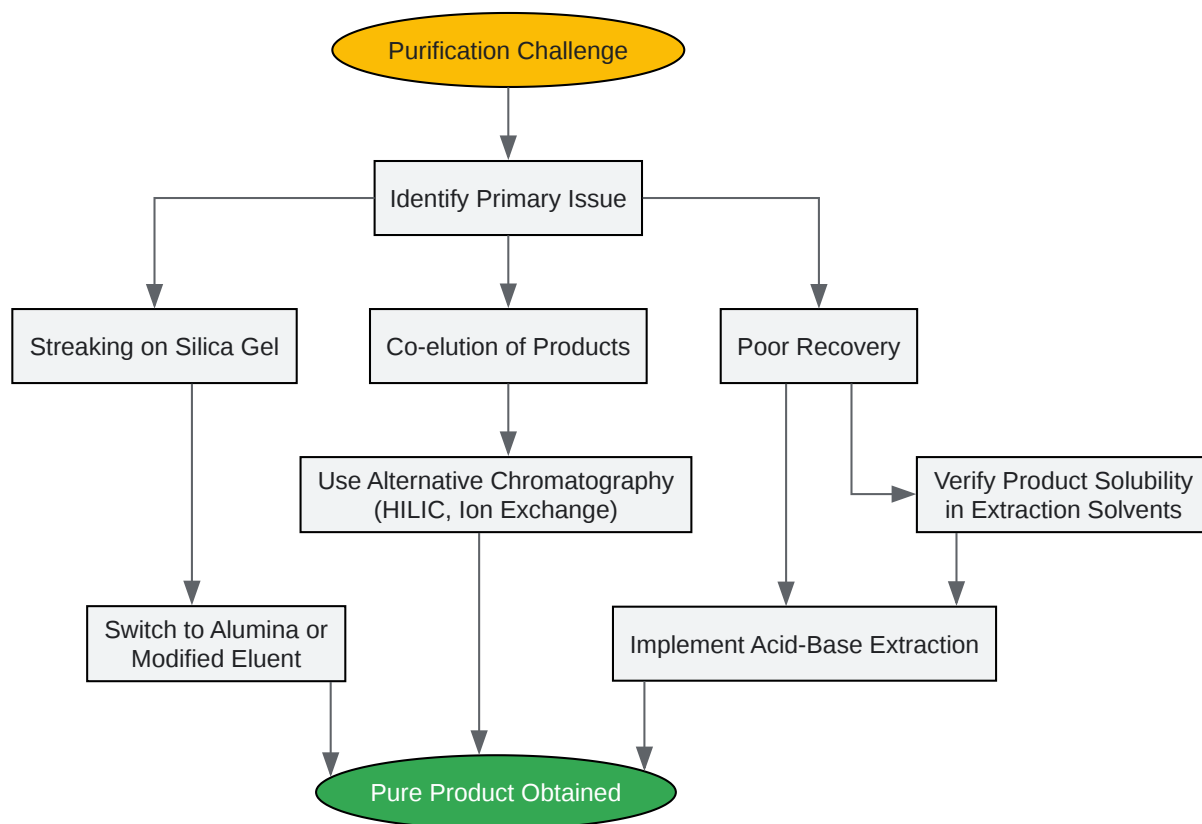 Purification Challenge
Identify Primary Issue
Streaking on Silica Gel
Co-elution of Products
Poor Recovery
Use Alternative Chromatography
(HILIC, Ion Exchange)
Verify Product Solubility
in Extraction Solvents
Switch to Alumina or
Modified Eluent
Implement Acid-Base Extraction
Pure Product Obtained